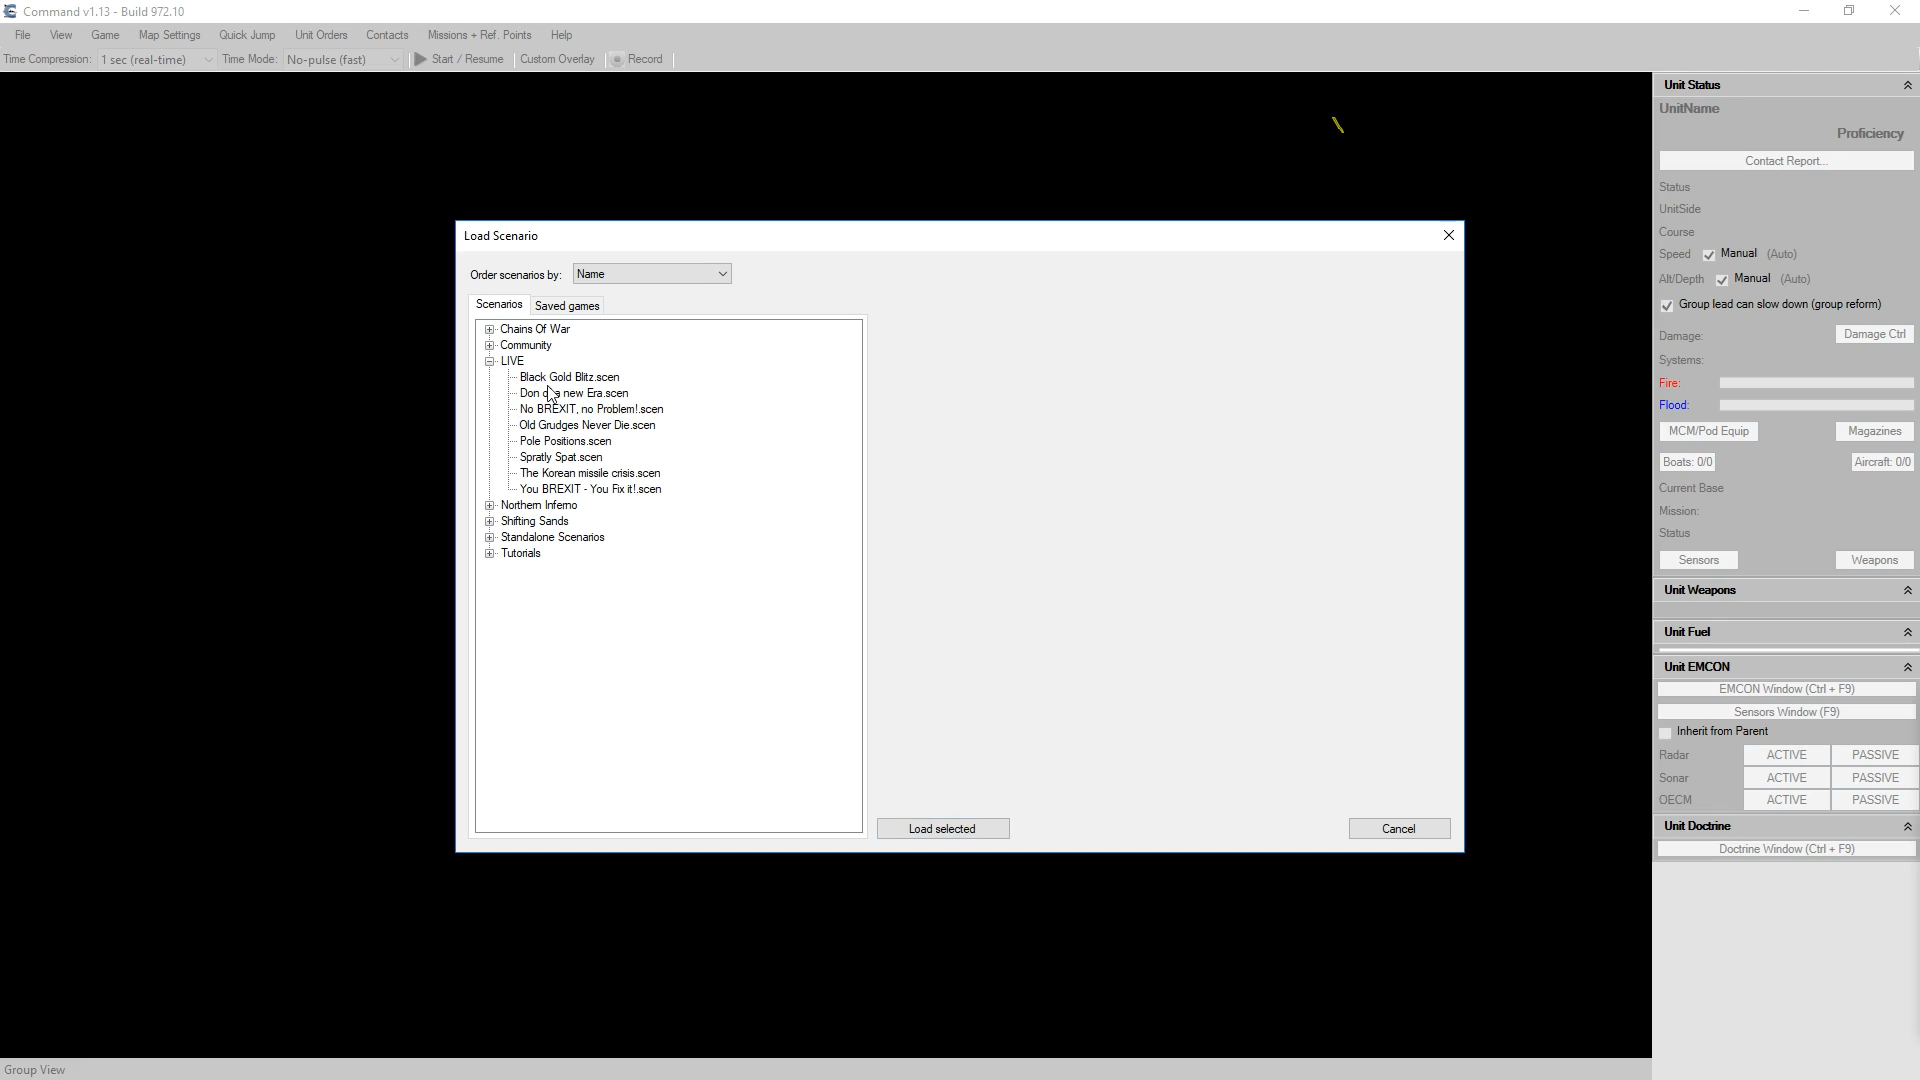 Command v1.13 - Build 972.10
File View Game Map Settings Quick Jump Unit Orders Contacts Missions + Ref. Points Help
Time Compression: 1 sec (real-time) Time Mode: No-pulse (fast) Start / Resume Custom Overlay Record
Load Scenario
Order scenarios by: Name
Scenarios Saved games
Chains Of War
Community
LIVE
Black Gold Blitz.scen
Don new Era.scen
No BREXIT, no Problem!.scen
Old Grudges Never Die.scen
Pole Positions.scen
Spratly Spat.scen
The Korean missile crisis.scen
You BREXIT - You Fix it!.scen
Northern Inferno
Shifting Sands
Standalone Scenarios
Tutorials
Load selected Cancel
Unit Status
UnitName
Proficiency
Contact Report...
Status
UnitSide
Course
Speed Manual (Auto)
Alt/Depth Manual (Auto)
Group lead can slow down (group reform)
Damage: Damage Ctrl
Systems:
Fire:
Flood:
MCM/Pod Equip Magazines
Boats: 0/0 Aircraft: 0/0
Current Base
Mission:
Status
Sensors Weapons
Unit Weapons
Unit Fuel
Unit EMCON
EMCON Window (Ctrl + F9)
Sensors Window (F9)
Inherit from Parent
Radar ACTIVE PASSIVE
Sonar ACTIVE PASSIVE
OECM ACTIVE PASSIVE
Unit Doctrine
Doctrine Window (Ctrl + F9)
Group View